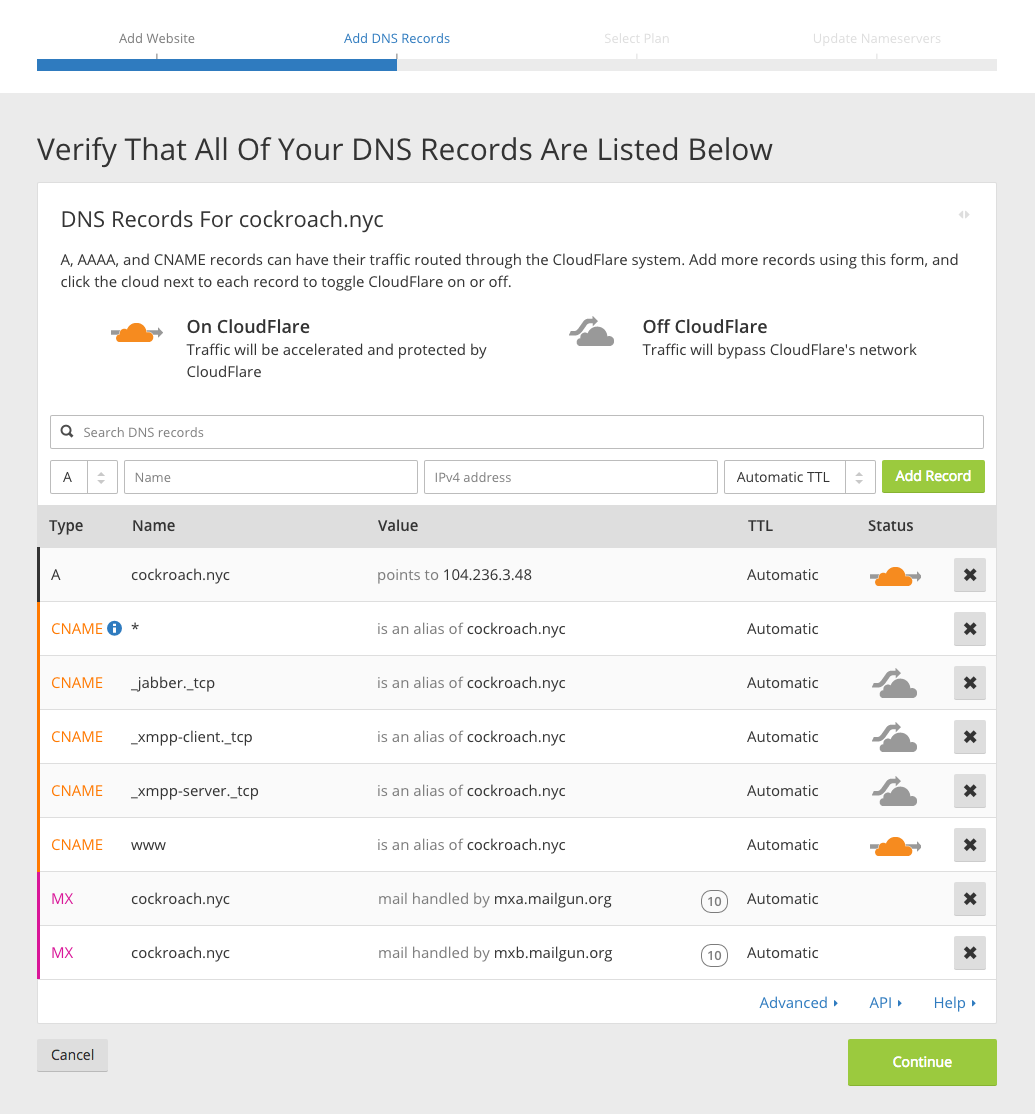 Add Website Add DNS Records Select Plan Update Nameservers
Verify That All Of Your DNS Records Are Listed Below
DNS Records For cockroach.nyc
A, AAAA, and CNAME records can have their traffic routed through the CloudFlare system. Add more records using this form, and
click the cloud next to each record to toggle CloudFlare on or off.
On CloudFlare
Traffic will be accelerated and protected by
CloudFlare
Off CloudFlare
Traffic will bypass CloudFlare's network
Search DNS records
A Name IPv4 address Automatic TTL Add Record
Type Name Value TTL Status
A cockroach.nyc points to 104.236.3.48 Automatic
CNAME * is an alias of cockroach.nyc Automatic
CNAME _jabber._tcp is an alias of cockroach.nyc Automatic
CNAME _xmpp-client._tcp is an alias of cockroach.nyc Automatic
CNAME _xmpp-server._tcp is an alias of cockroach.nyc Automatic
CNAME www is an alias of cockroach.nyc Automatic
MX cockroach.nyc mail handled by mxa.mailgun.org 10 Automatic
MX cockroach.nyc mail handled by mxb.mailgun.org 10 Automatic
Advanced API Help
Cancel Continue